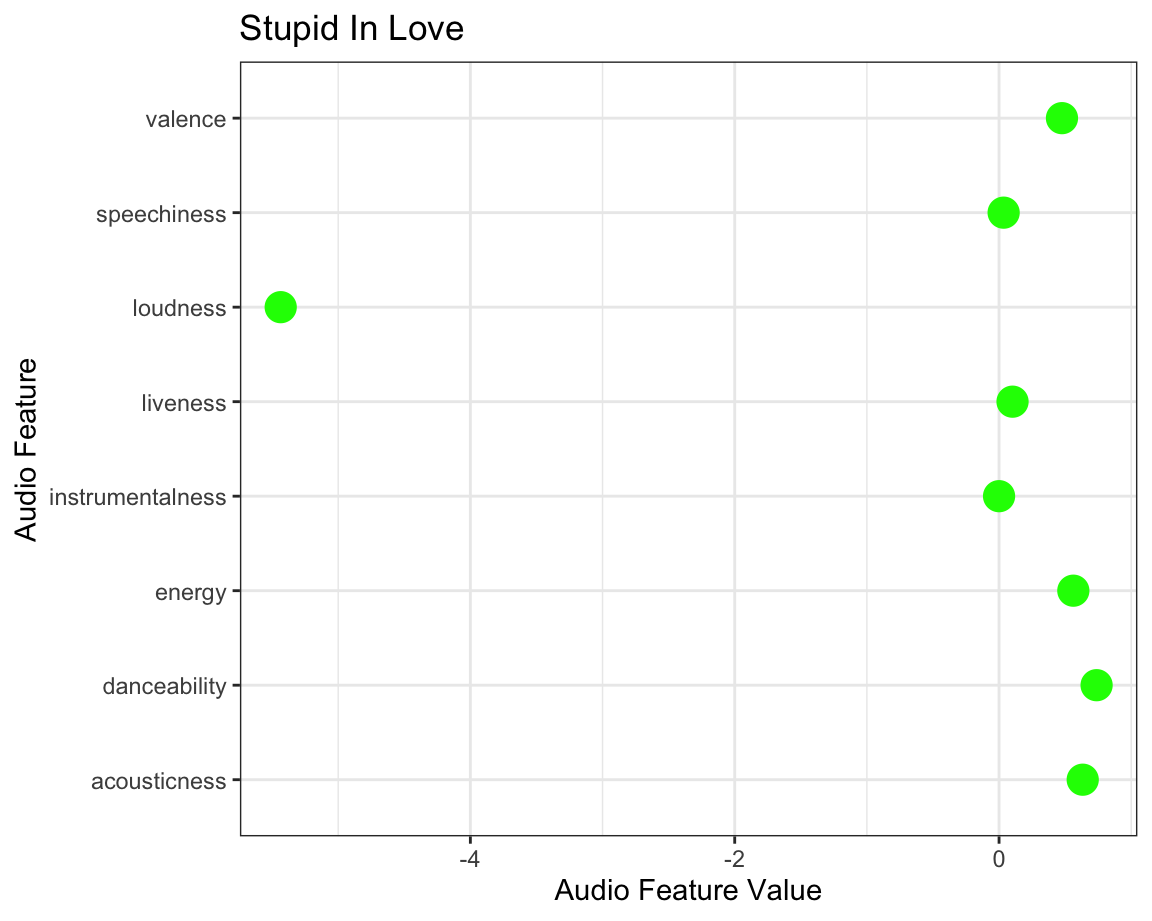 Stupid In Love
valence
speechiness
loudness
liveness
instrumentalness
energy
danceability
acousticness
Audio Feature
-4
-2
0
Audio Feature Value